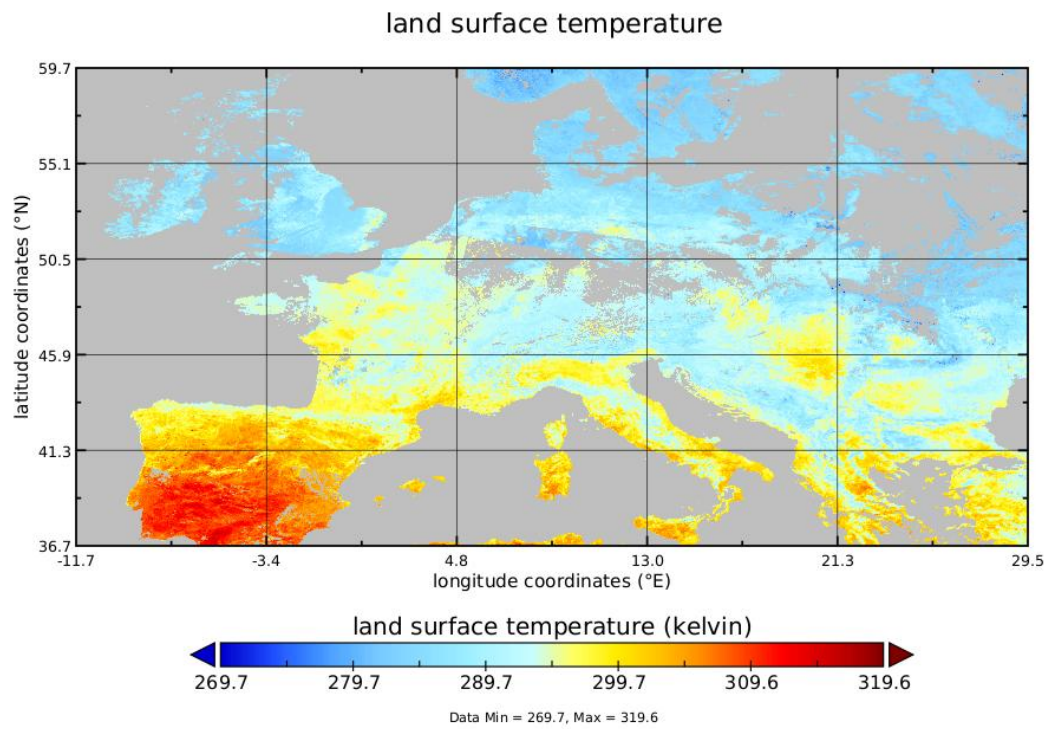 land surface temperature
59.7
55.1
50.5
45.9
41.3
36.7
latitude coordinates (°N)
-11.7 -3.4 4.8 13.0 21.3 29.5
longitude coordinates (°E)
land surface temperature (kelvin)
269.7 279.7 289.7 299.7 309.6 319.6
Data Min = 269.7, Max = 319.6